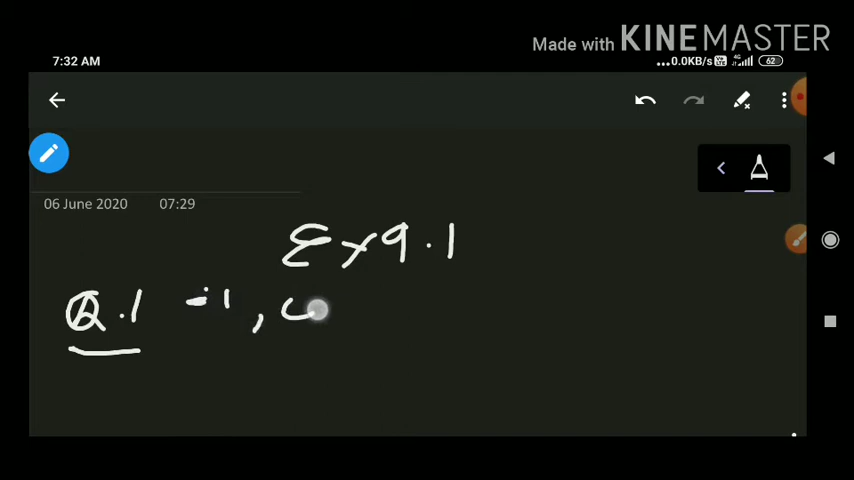 Made with KINEMASTER
7:32 AM
...0.0KB/s 4G 62
06 June 2020 07:29
Ex 9.1
Q.1 -1 ,